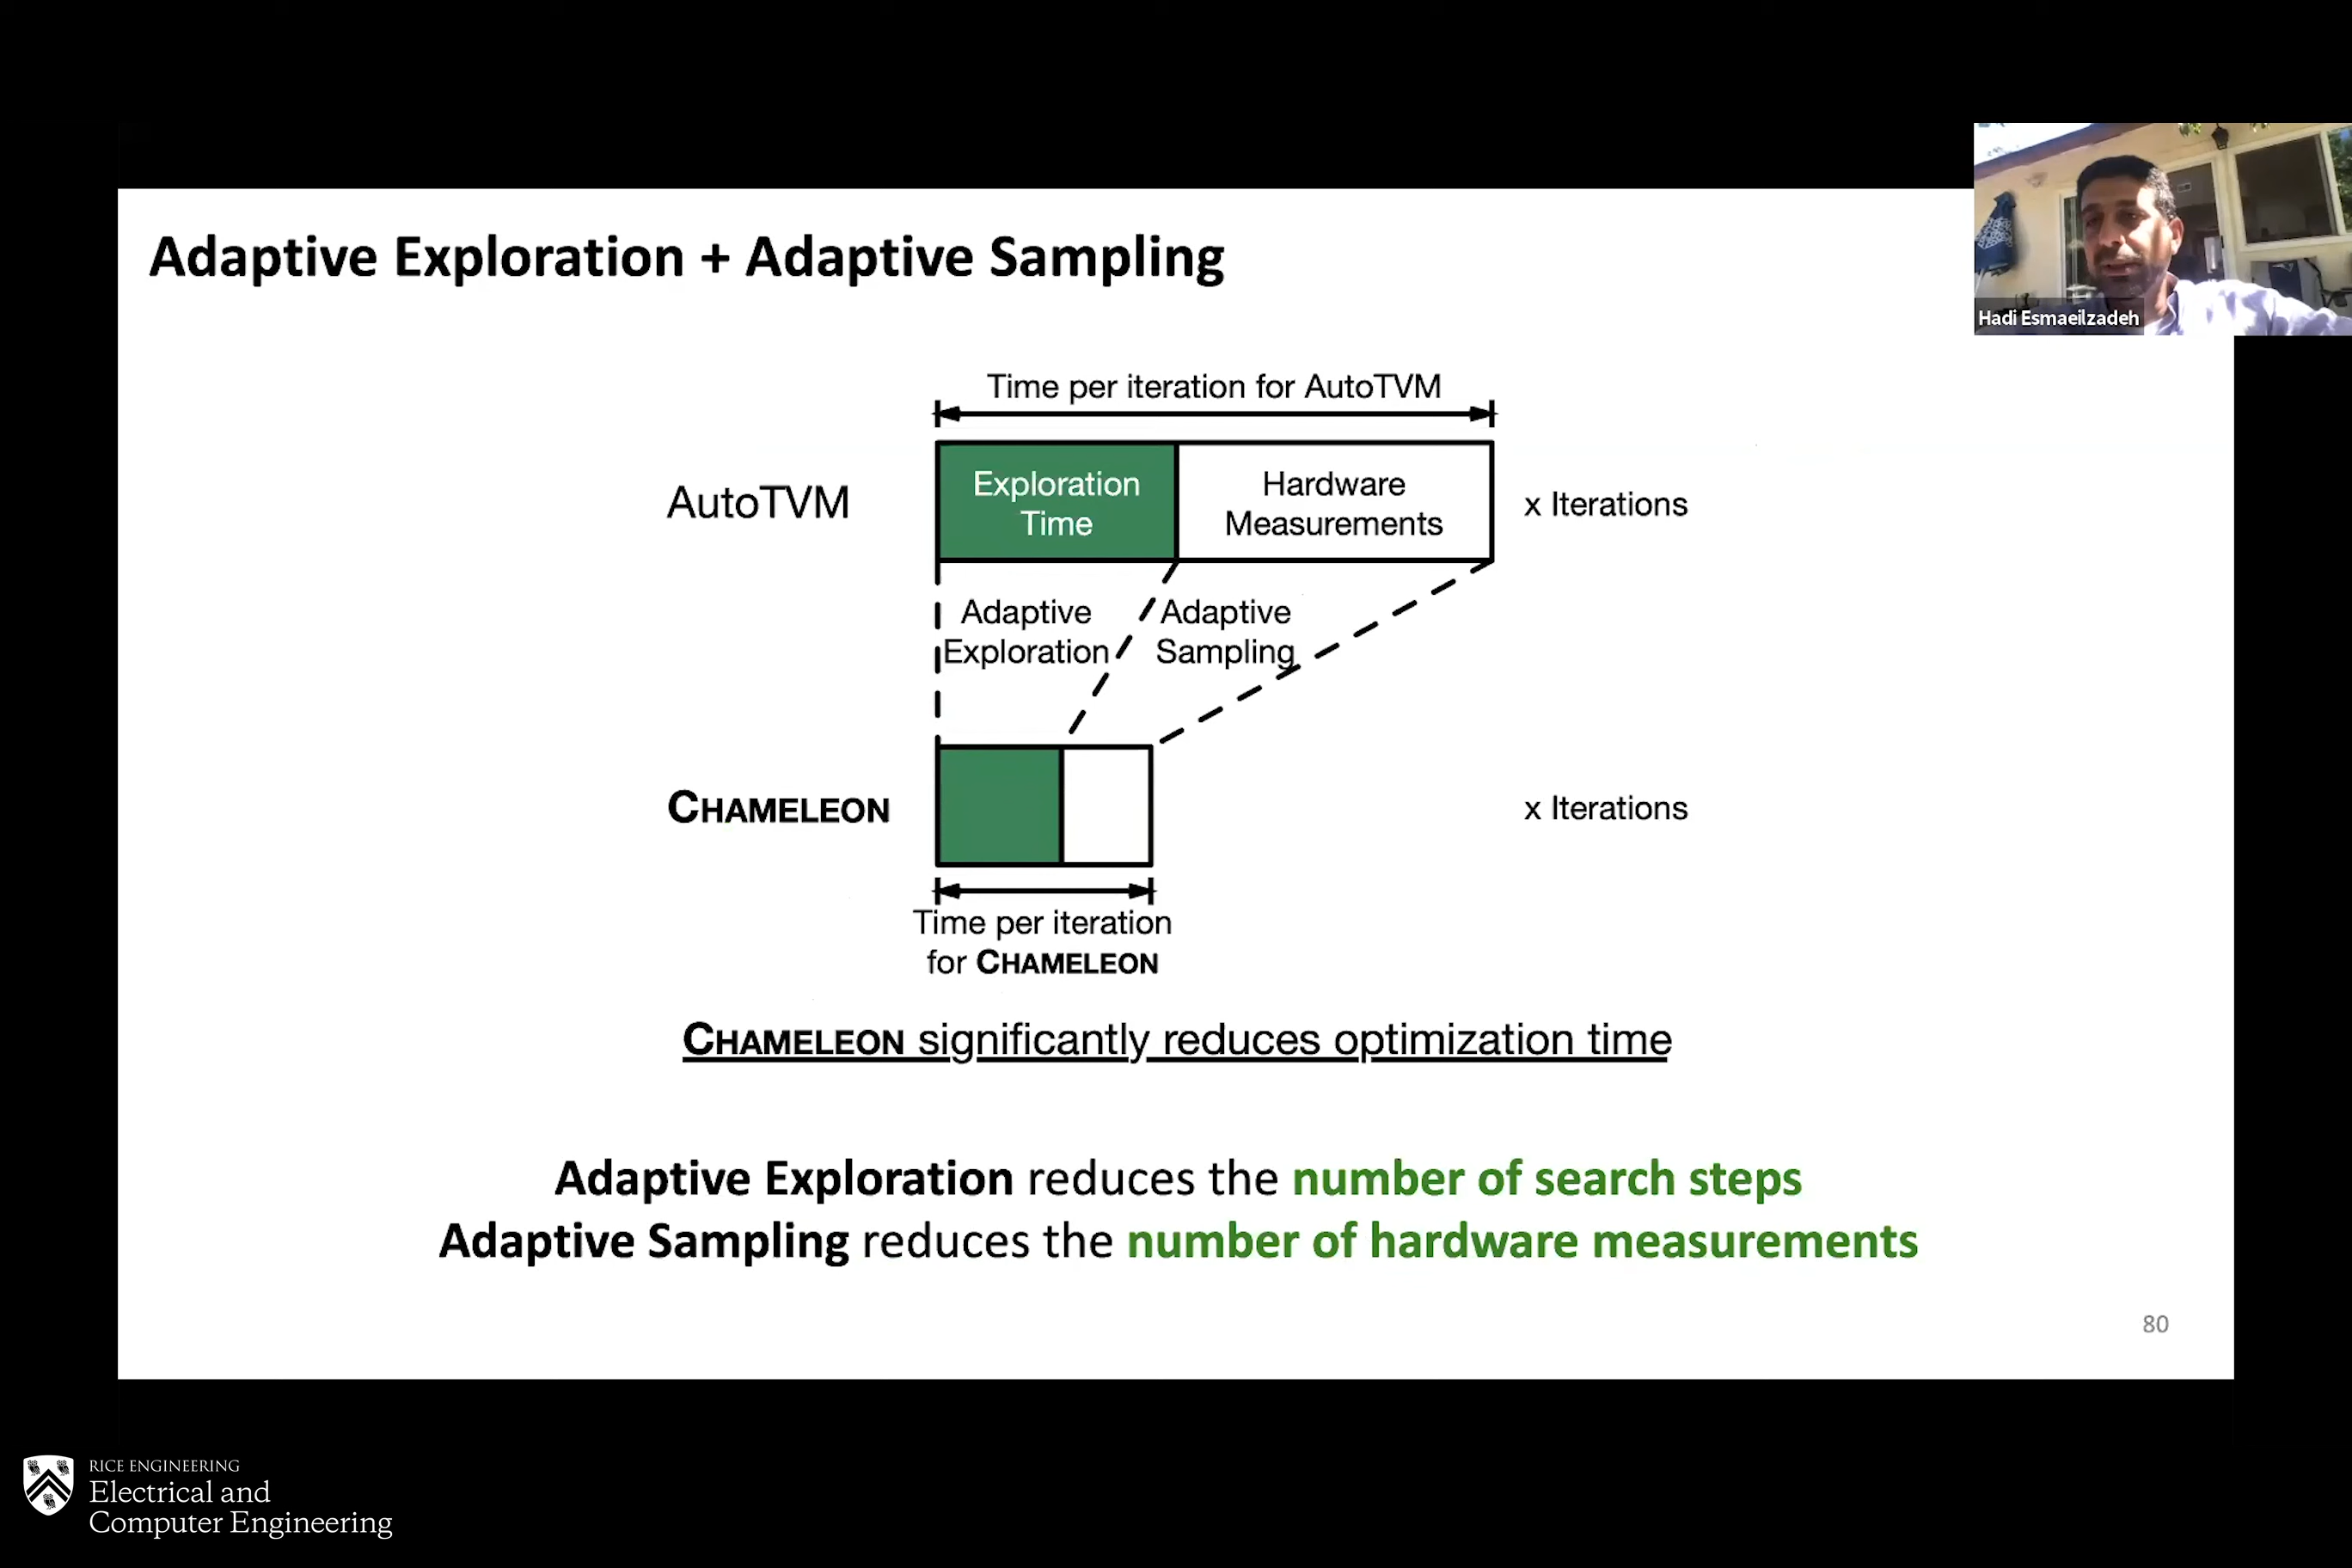 Adaptive Exploration + Adaptive Sampling
Hadi Esmaeilzadeh
Time per iteration for AutoTVM
AutoTVM
Exploration
Time
Hardware
Measurements
x Iterations
Adaptive
Exploration
Adaptive
Sampling
CHAMELEON
x Iterations
Time per iteration
for CHAMELEON
CHAMELEON significantly reduces optimization time
Adaptive Exploration reduces the number of search steps
Adaptive Sampling reduces the number of hardware measurements
80
RICE ENGINEERING
Electrical and
Computer Engineering